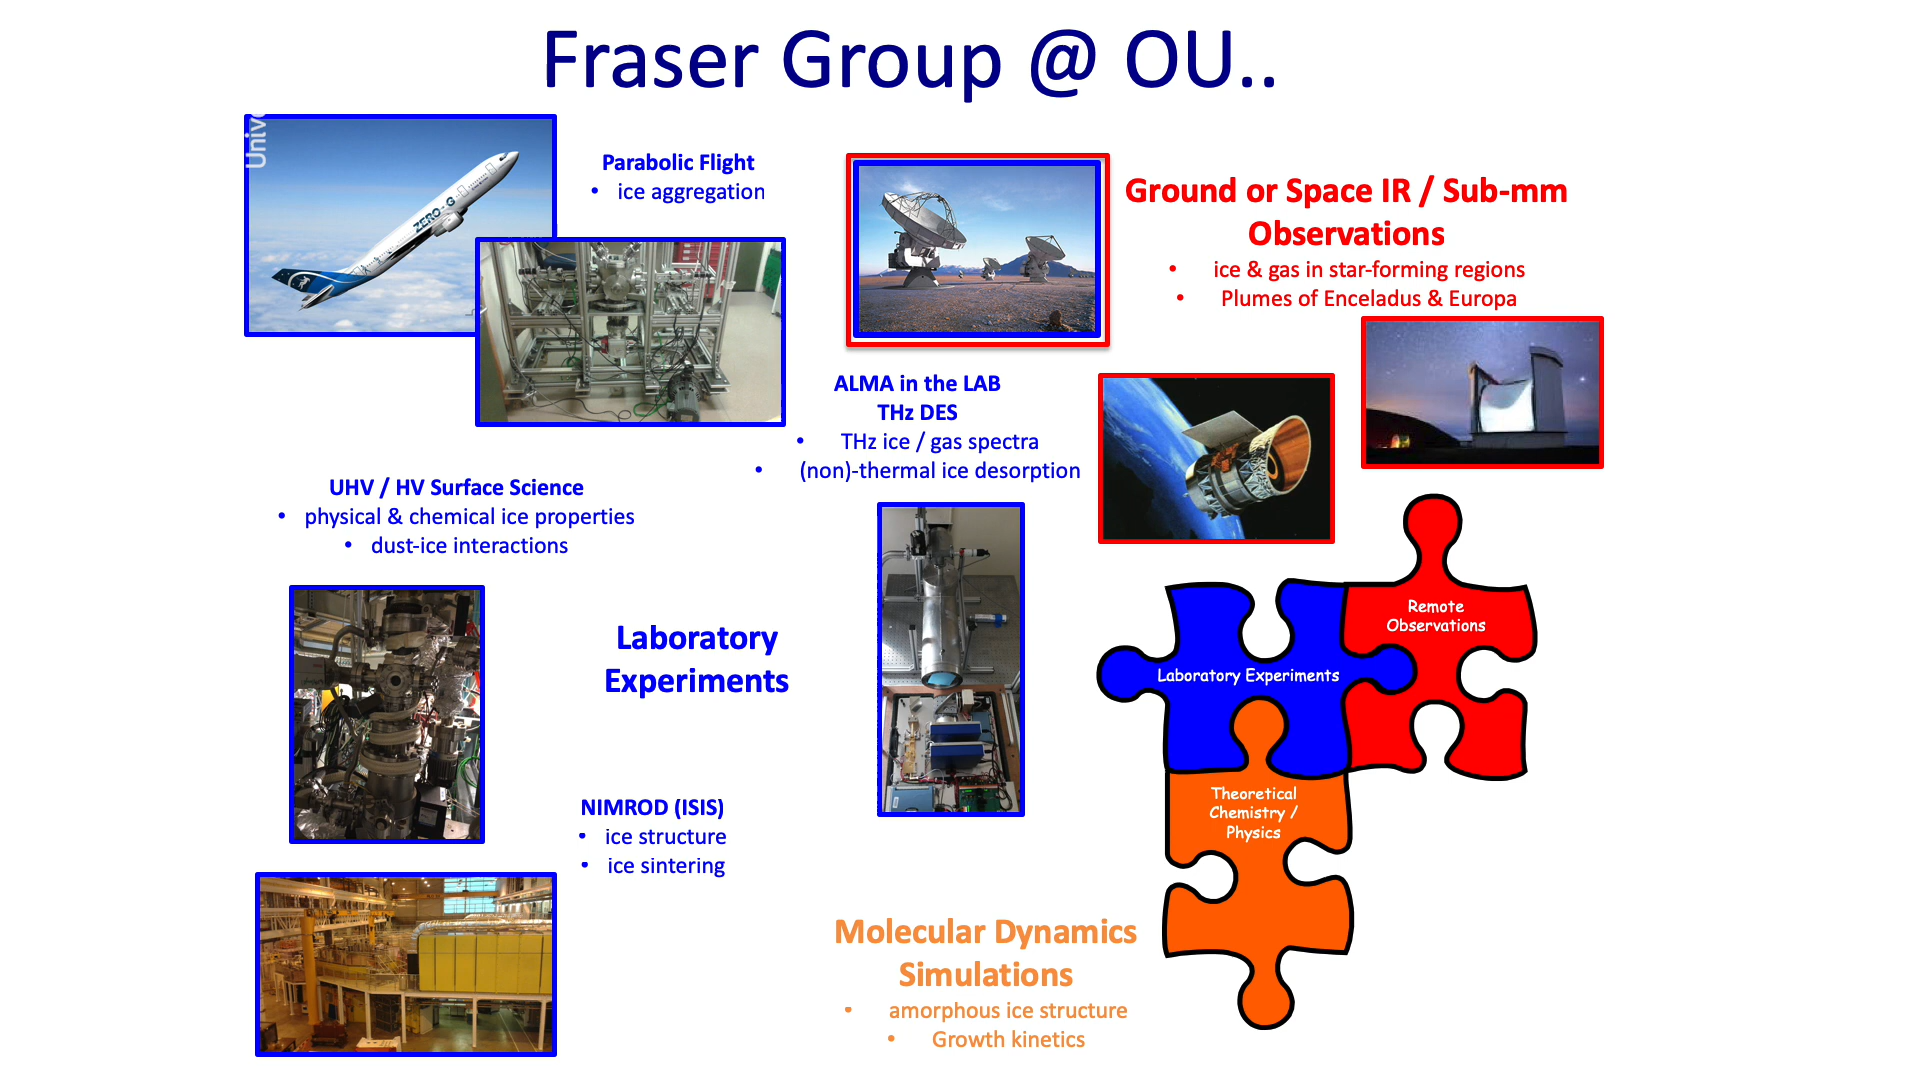 Fraser Group @ OU..
Unive
ZERO-G
Parabolic Flight
• ice aggregation
Ground or Space IR / Sub-mm
Observations
• ice & gas in star-forming regions
• Plumes of Enceladus & Europa
ALMA in the LAB
THz DES
• THz ice / gas spectra
• (non)-thermal ice desorption
UHV / HV Surface Science
• physical & chemical ice properties
• dust-ice interactions
Laboratory
Experiments
NIMROD (ISIS)
• ice structure
• ice sintering
Remote
Observations
Laboratory Experiments
Theoretical
Chemistry /
Physics
Molecular Dynamics
Simulations
• amorphous ice structure
• Growth kinetics